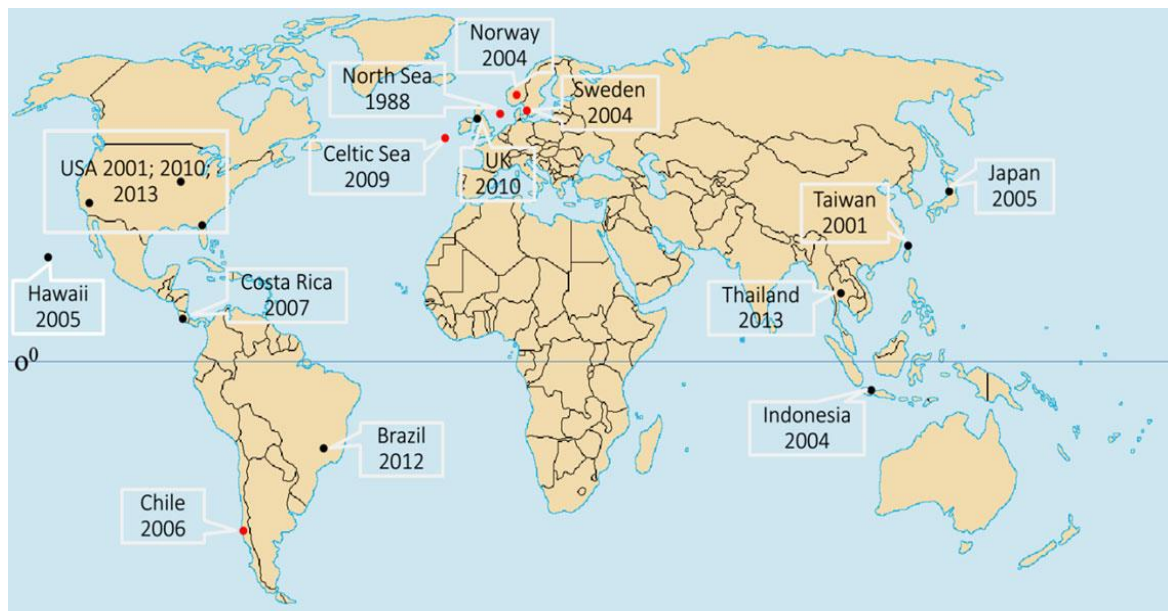 Norway
2004
North Sea
1988
Sweden
2004
Celtic Sea
2009
UK
2010
USA 2001; 2010;
2013
Japan
2005
Taiwan
2001
Hawaii
2005
Costa Rica
2007
Thailand
2013
0⁰
Indonesia
2004
Brazil
2012
Chile
2006